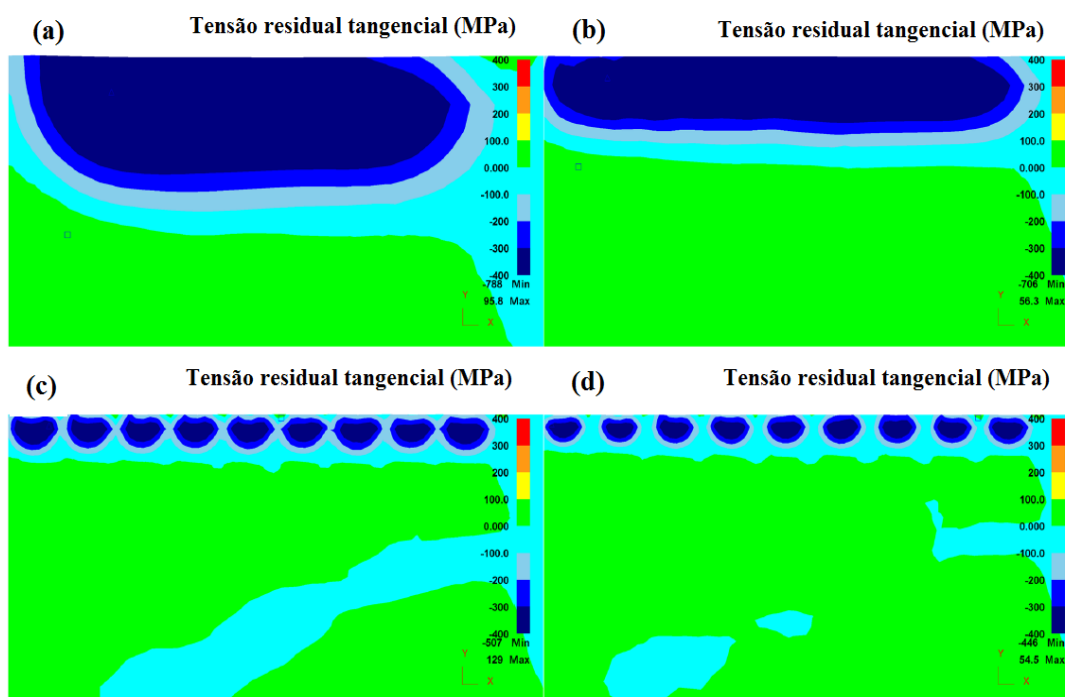 (a)
Tensão residual tangencial (MPa)
400
300
200
100.0
0.000
-100.0
-200
-300
-400
-788 Min
95.8 Max
Y
X
(b)
Tensão residual tangencial (MPa)
400
300
200
100.0
0.000
-100.0
-200
-300
-400
-706 Min
56.3 Max
Y
X
(c)
Tensão residual tangencial (MPa)
400
300
200
100.0
0.000
-100.0
-200
-300
-400
-507 Min
129 Max
Y
X
(d)
Tensão residual tangencial (MPa)
400
300
200
100.0
0.000
-100.0
-200
-300
-400
-446 Min
54.5 Max
Y
X